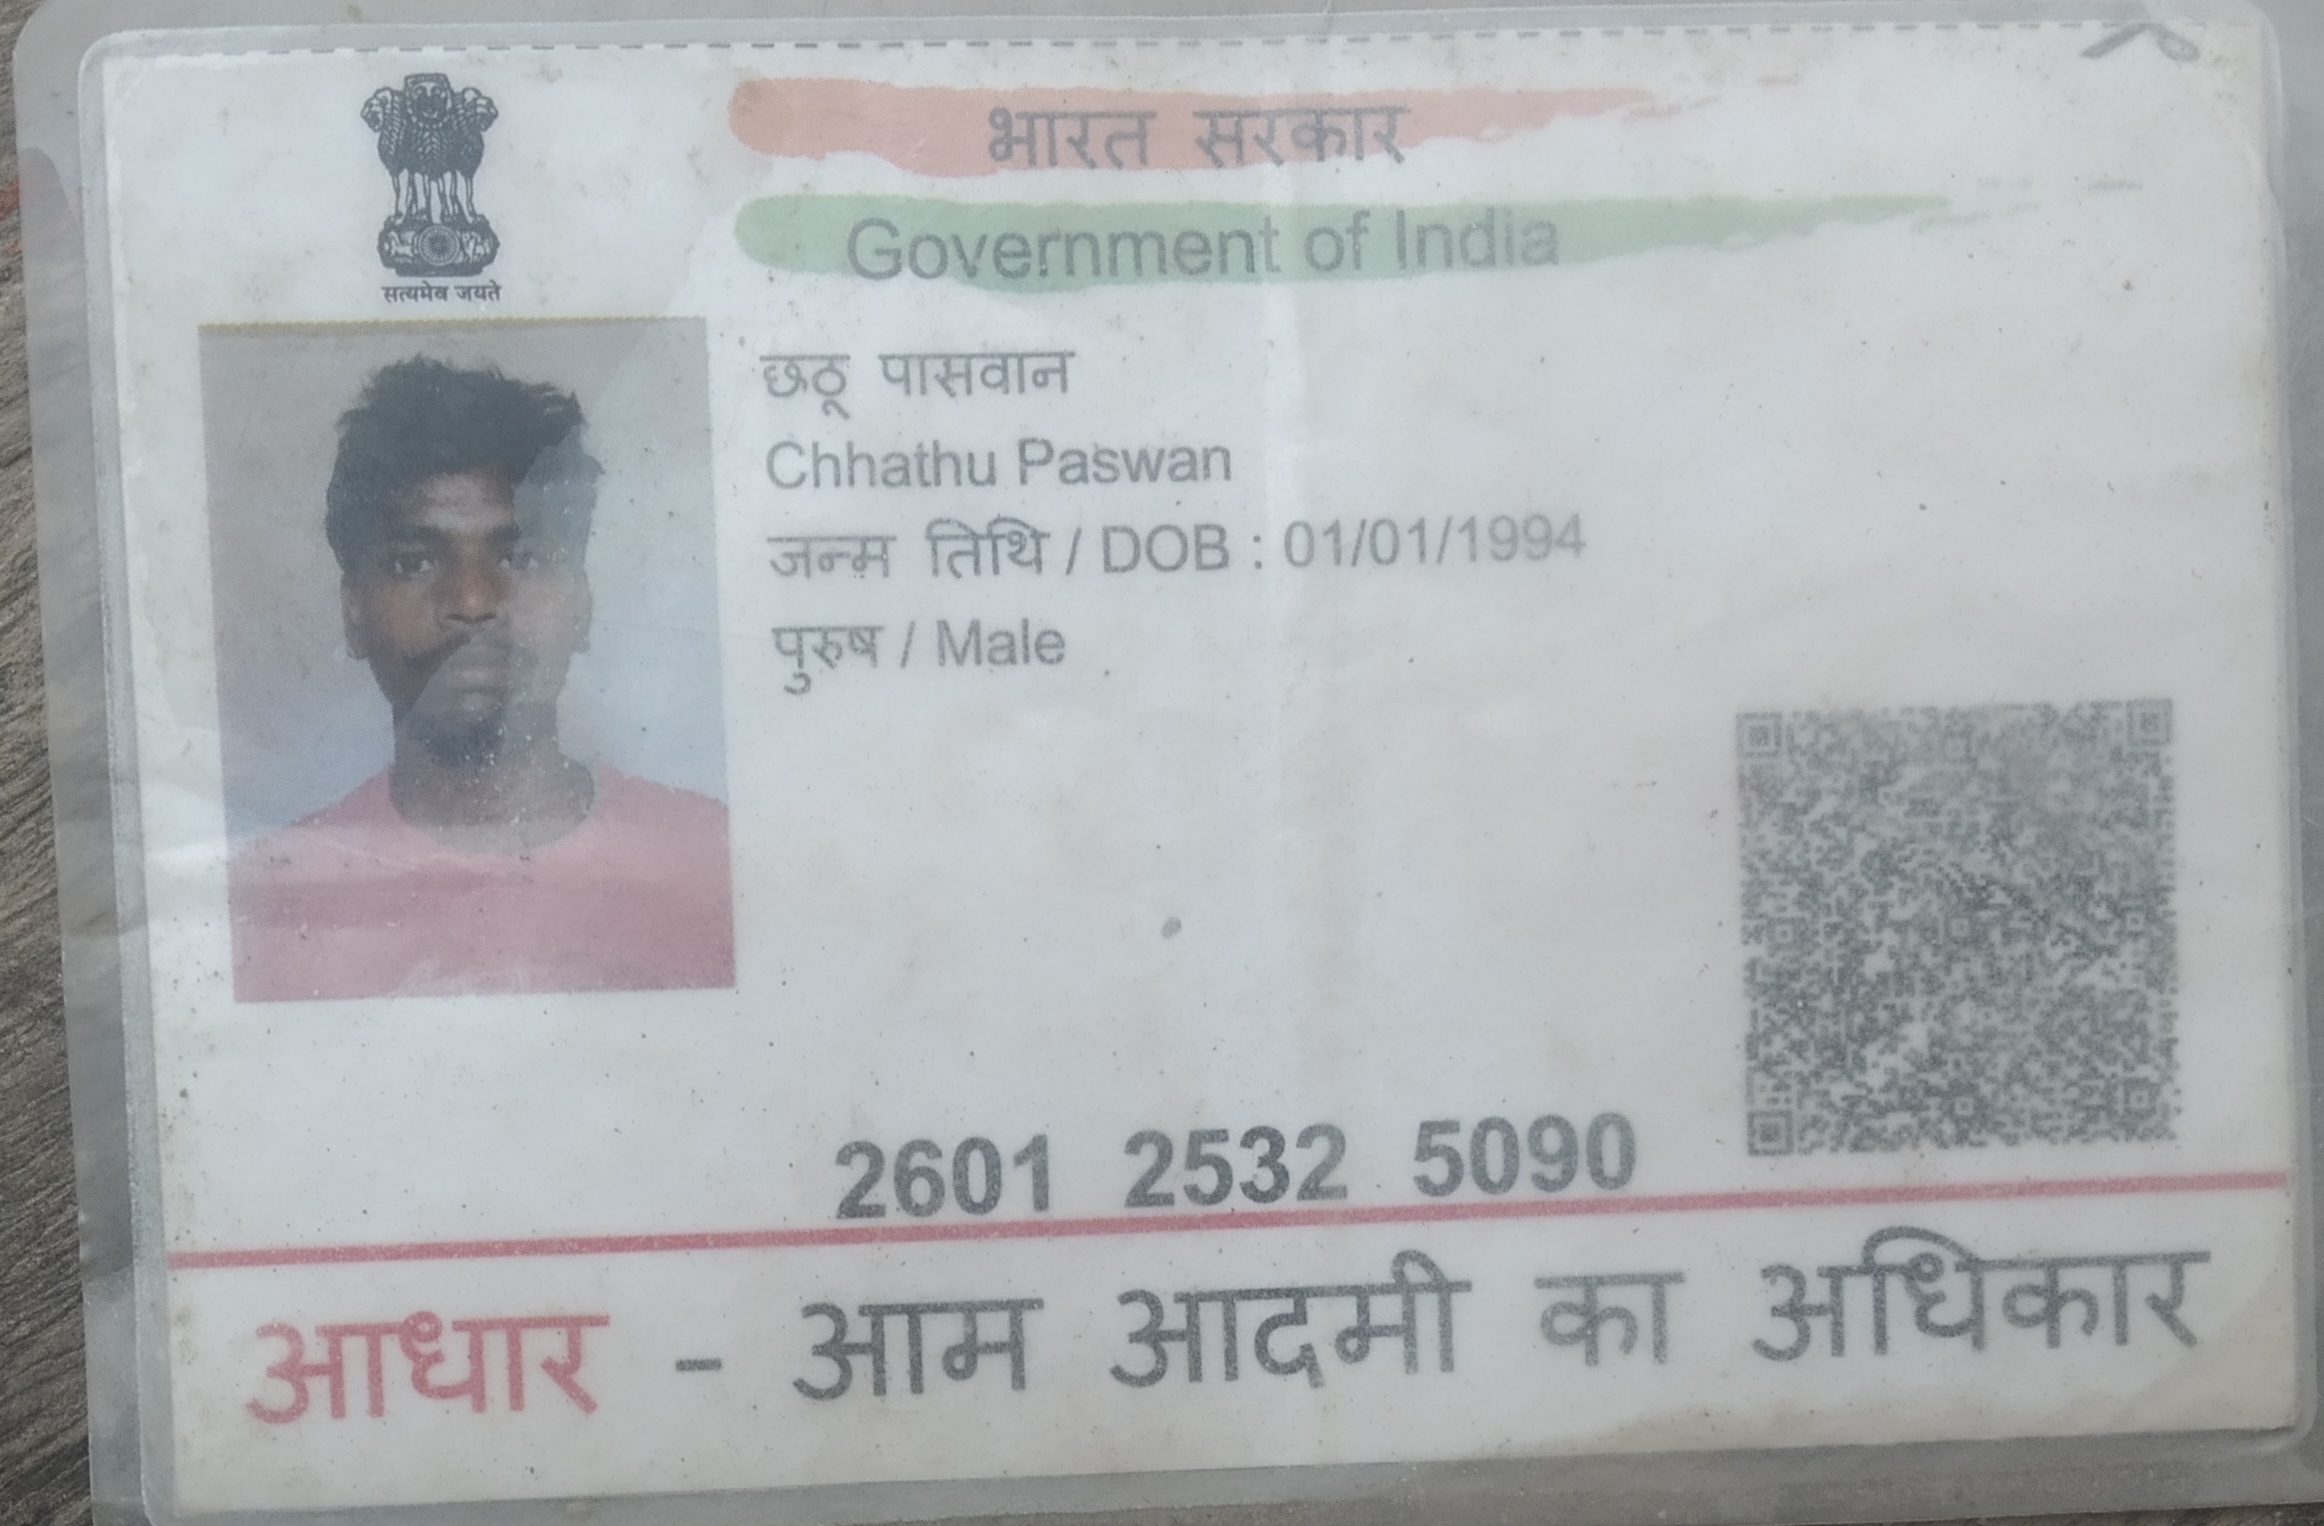 भारत सरकार
Government of India
सत्यमेव जयते
छठू पासवान
Chhathu Paswan
जन्म तिथि / DOB : 01/01/1994
पुरुष / Male
2601 2532 5090
आधार - आम आदमी का अधिकार